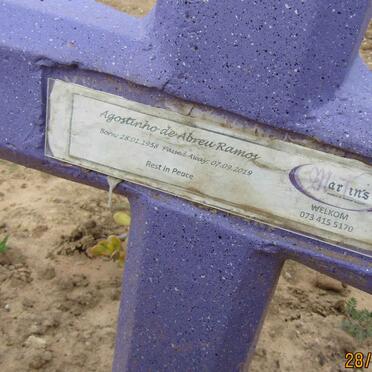 Agostinho de Abreu Ramos
Born: 28.01.1958 Passed Away: 07.09.2019
Rest In Peace
Martin's
WELKOM
073 415 5170
28/